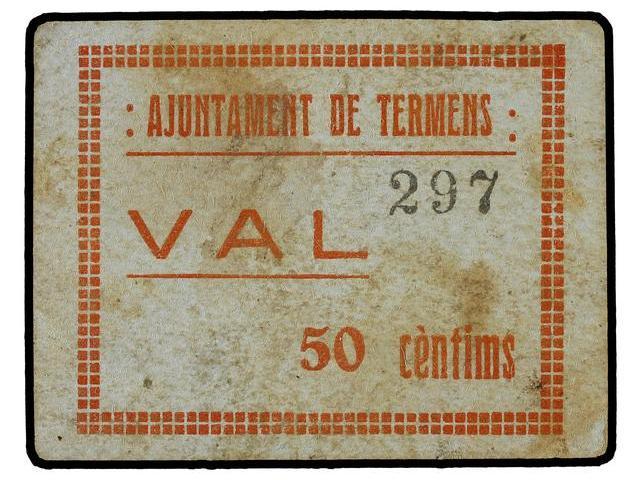 : AJUNTAMENT DE TERMENS :
297
VAL
50 cèntims